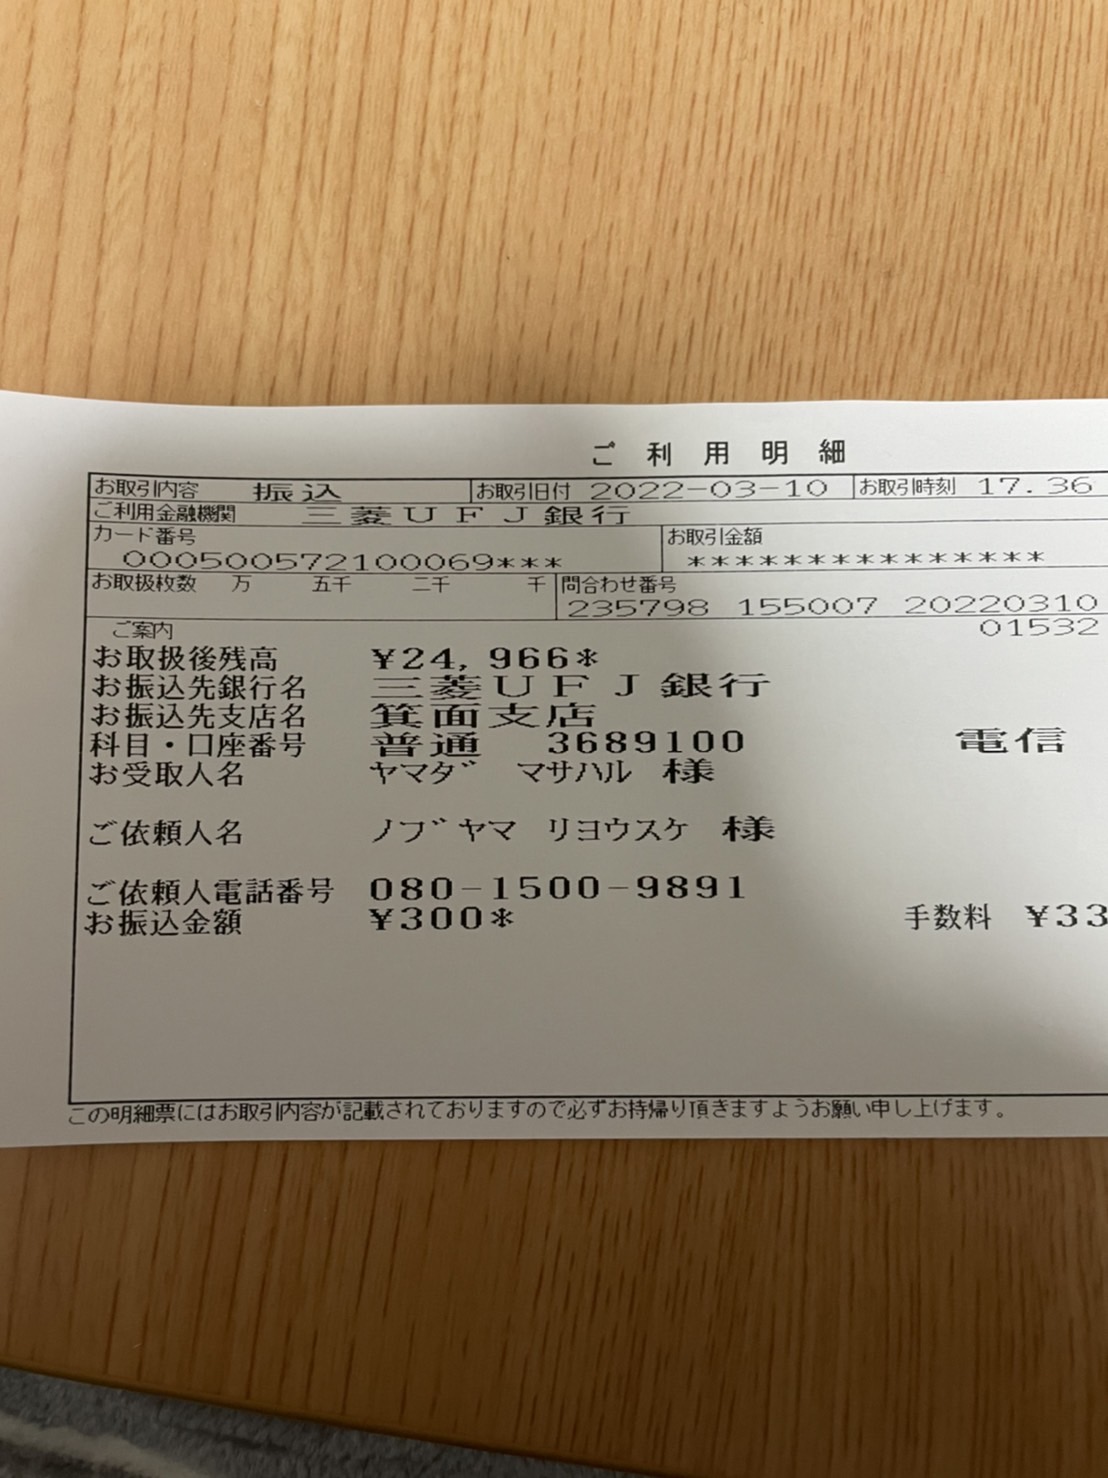 ご利用明細
お取引内容 振込 お取引日付 2022-03-10 お取引時刻 17.36
ご利用金融機関 三菱UFJ銀行
カード番号 お取引金額
000500572100069*** ***************
お取扱枚数 万 五千 二千 千 問合わせ番号
235798 155007 20220310
ご案内 01532
お取扱後残高 ¥24,966*
お振込先銀行名 三菱UFJ銀行
お振込先支店名 箕面支店
科目・口座番号 普通 3689100 電信
お受取人名 ヤマダ マサハル 様
ご依頼人名 ノブヤマ リヨウスケ 様
ご依頼人電話番号 080-1500-9891
お振込金額 ¥300* 手数料 ¥33
この明細票にはお取引内容が記載されておりますので必ずお持帰り頂きますようお願い申し上げます。